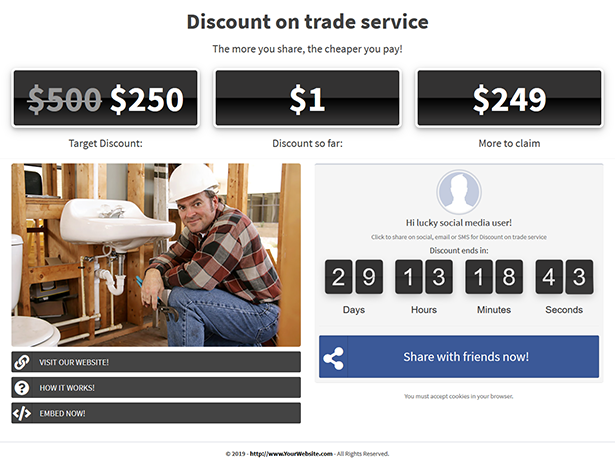 Discount on trade service
The more you share, the cheaper you pay!
$500 $250
$1
$249
Target Discount:
Discount so far:
More to claim
Hi lucky social media user!
Click to share on social, email or SMS for Discount on trade service
Discount ends in:
29 13 18 43
Days Hours Minutes Seconds
Share with friends now!
You must accept cookies in your browser.
VISIT OUR WEBSITE!
HOW IT WORKS!
EMBED NOW!
© 2019 - http://www.YourWebsite.com - All Rights Reserved.